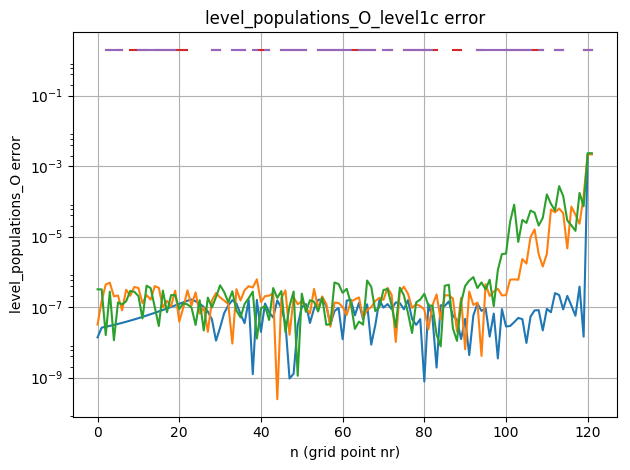 level_populations_O_level1c error
level_populations_O error
10⁻¹
10⁻³
10⁻⁵
10⁻⁷
10⁻⁹
0 20 40 60 80 100 120
n (grid point nr)